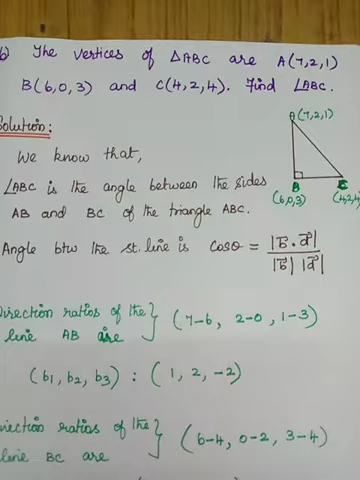 6) The vertices of △ABC are A(7,2,1)
B(6,0,3) and C(4,2,4). Find ∠ABC.
Solution:
A(7,2,1)
We know that,
∠ABC is the angle between the sides
B
C
AB and BC of the triangle ABC.
(6,0,3)
(4,2,4)
Angle btw the st. line is cosθ = |b⃗ · d⃗| / |b⃗| |d⃗|
Direction ratios of the } (7-6, 2-0, 1-3)
line AB are
(b1, b2, b3) : (1, 2, -2)
Direction ratios of the } (6-4, 0-2, 3-4)
line BC are